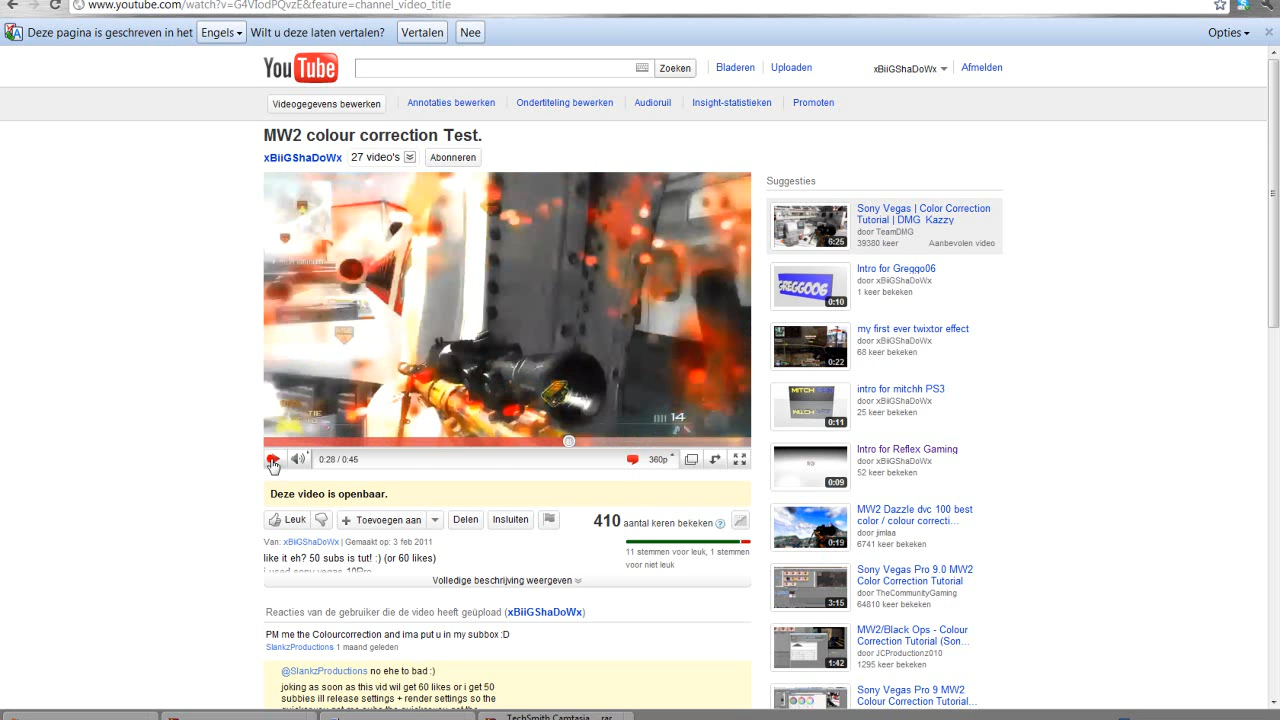 www.youtube.com/watch?v=G4VIodPQvzE&feature=channel_video_title
Deze pagina is geschreven in het Engels Wilt u deze laten vertalen? Vertalen Nee Opties
YouTube Zoeken Bladeren Uploaden xBiiGShaDoWx Afmelden
Videogegevens bewerken Annotaties bewerken Ondertiteling bewerken Audioruil Insight-statistieken Promoten
MW2 colour correction Test.
xBiiGShaDoWx 27 video's Abonneren
14
0:28 / 0:45 360p
Deze video is openbaar.
Leuk Toevoegen aan Delen Insluiten
410 aantal keren bekeken
Van: xBiiGShaDoWx | Gemaakt op: 3 feb 2011
like it eh? 50 subs is tut! :) (or 60 likes)
i used sony vegas 10Pro
11 stemmen voor leuk, 1 stemmen
voor niet leuk
Volledige beschrijving weergeven
Reacties van de gebruiker die de video heeft geüpload (xBiiGShaDoWx)
PM me the Colourcorrection and ima put u in my subbox :D
SlankzProductions 1 maand geleden
@SlankzProductions no ehe to bad :)
joking as soon as this vid wil get 60 likes or i get 50
subbies ill release settings + render settings so the
Suggesties
Sony Vegas | Color Correction
Tutorial | DMG Kazzy
door TeamDMG
39380 keer Aanbevolen video
6:25
Intro for Greggo06
door xBiiGShaDoWx
1 keer bekeken
GREGGO06
0:10
my first ever twixtor effect
door xBiiGShaDoWx
68 keer bekeken
0:22
intro for mitchh PS3
door xBiiGShaDoWx
25 keer bekeken
0:11
Intro for Reflex Gaming
door xBiiGShaDoWx
52 keer bekeken
0:09
MW2 Dazzle dvc 100 best
color / colour correcti...
door jimlaa
6741 keer bekeken
0:19
Sony Vegas Pro 9.0 MW2
Color Correction Tutorial
door TheCommunityGaming
64810 keer bekeken
3:15
MW2/Black Ops - Colour
Correction Tutorial (Son...
door JCProductionz010
1295 keer bekeken
1:42
Sony Vegas Pro 9 MW2
Colour Correction Tutorial...
TechSmith Camtasia ... .rar